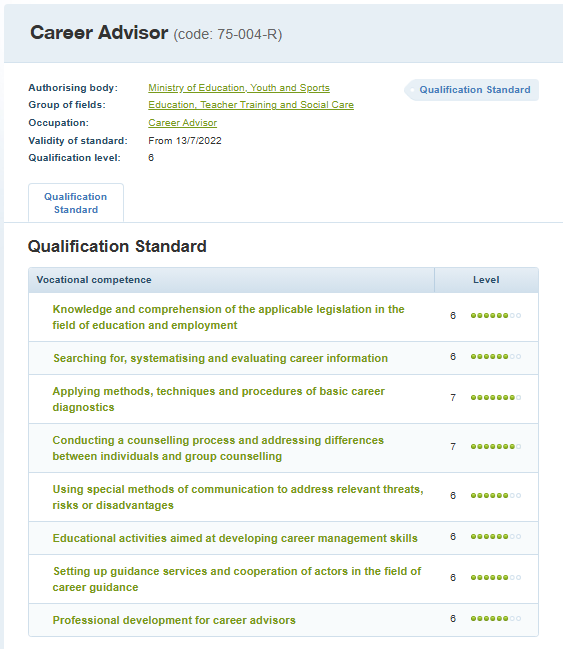 Career Advisor (code: 75-004-R)
Authorising body: Ministry of Education, Youth and Sports
Qualification Standard
Group of fields: Education, Teacher Training and Social Care
Occupation: Career Advisor
Validity of standard: From 13/7/2022
Qualification level: 6
Qualification
Standard
Qualification Standard
Vocational competence Level
Knowledge and comprehension of the applicable legislation in the
field of education and employment
6
Searching for, systematising and evaluating career information 6
Applying methods, techniques and procedures of basic career
diagnostics
7
Conducting a counselling process and addressing differences
between individuals and group counselling
7
Using special methods of communication to address relevant threats,
risks or disadvantages
6
Educational activities aimed at developing career management skills 6
Setting up guidance services and cooperation of actors in the field of
career guidance
6
Professional development for career advisors 6